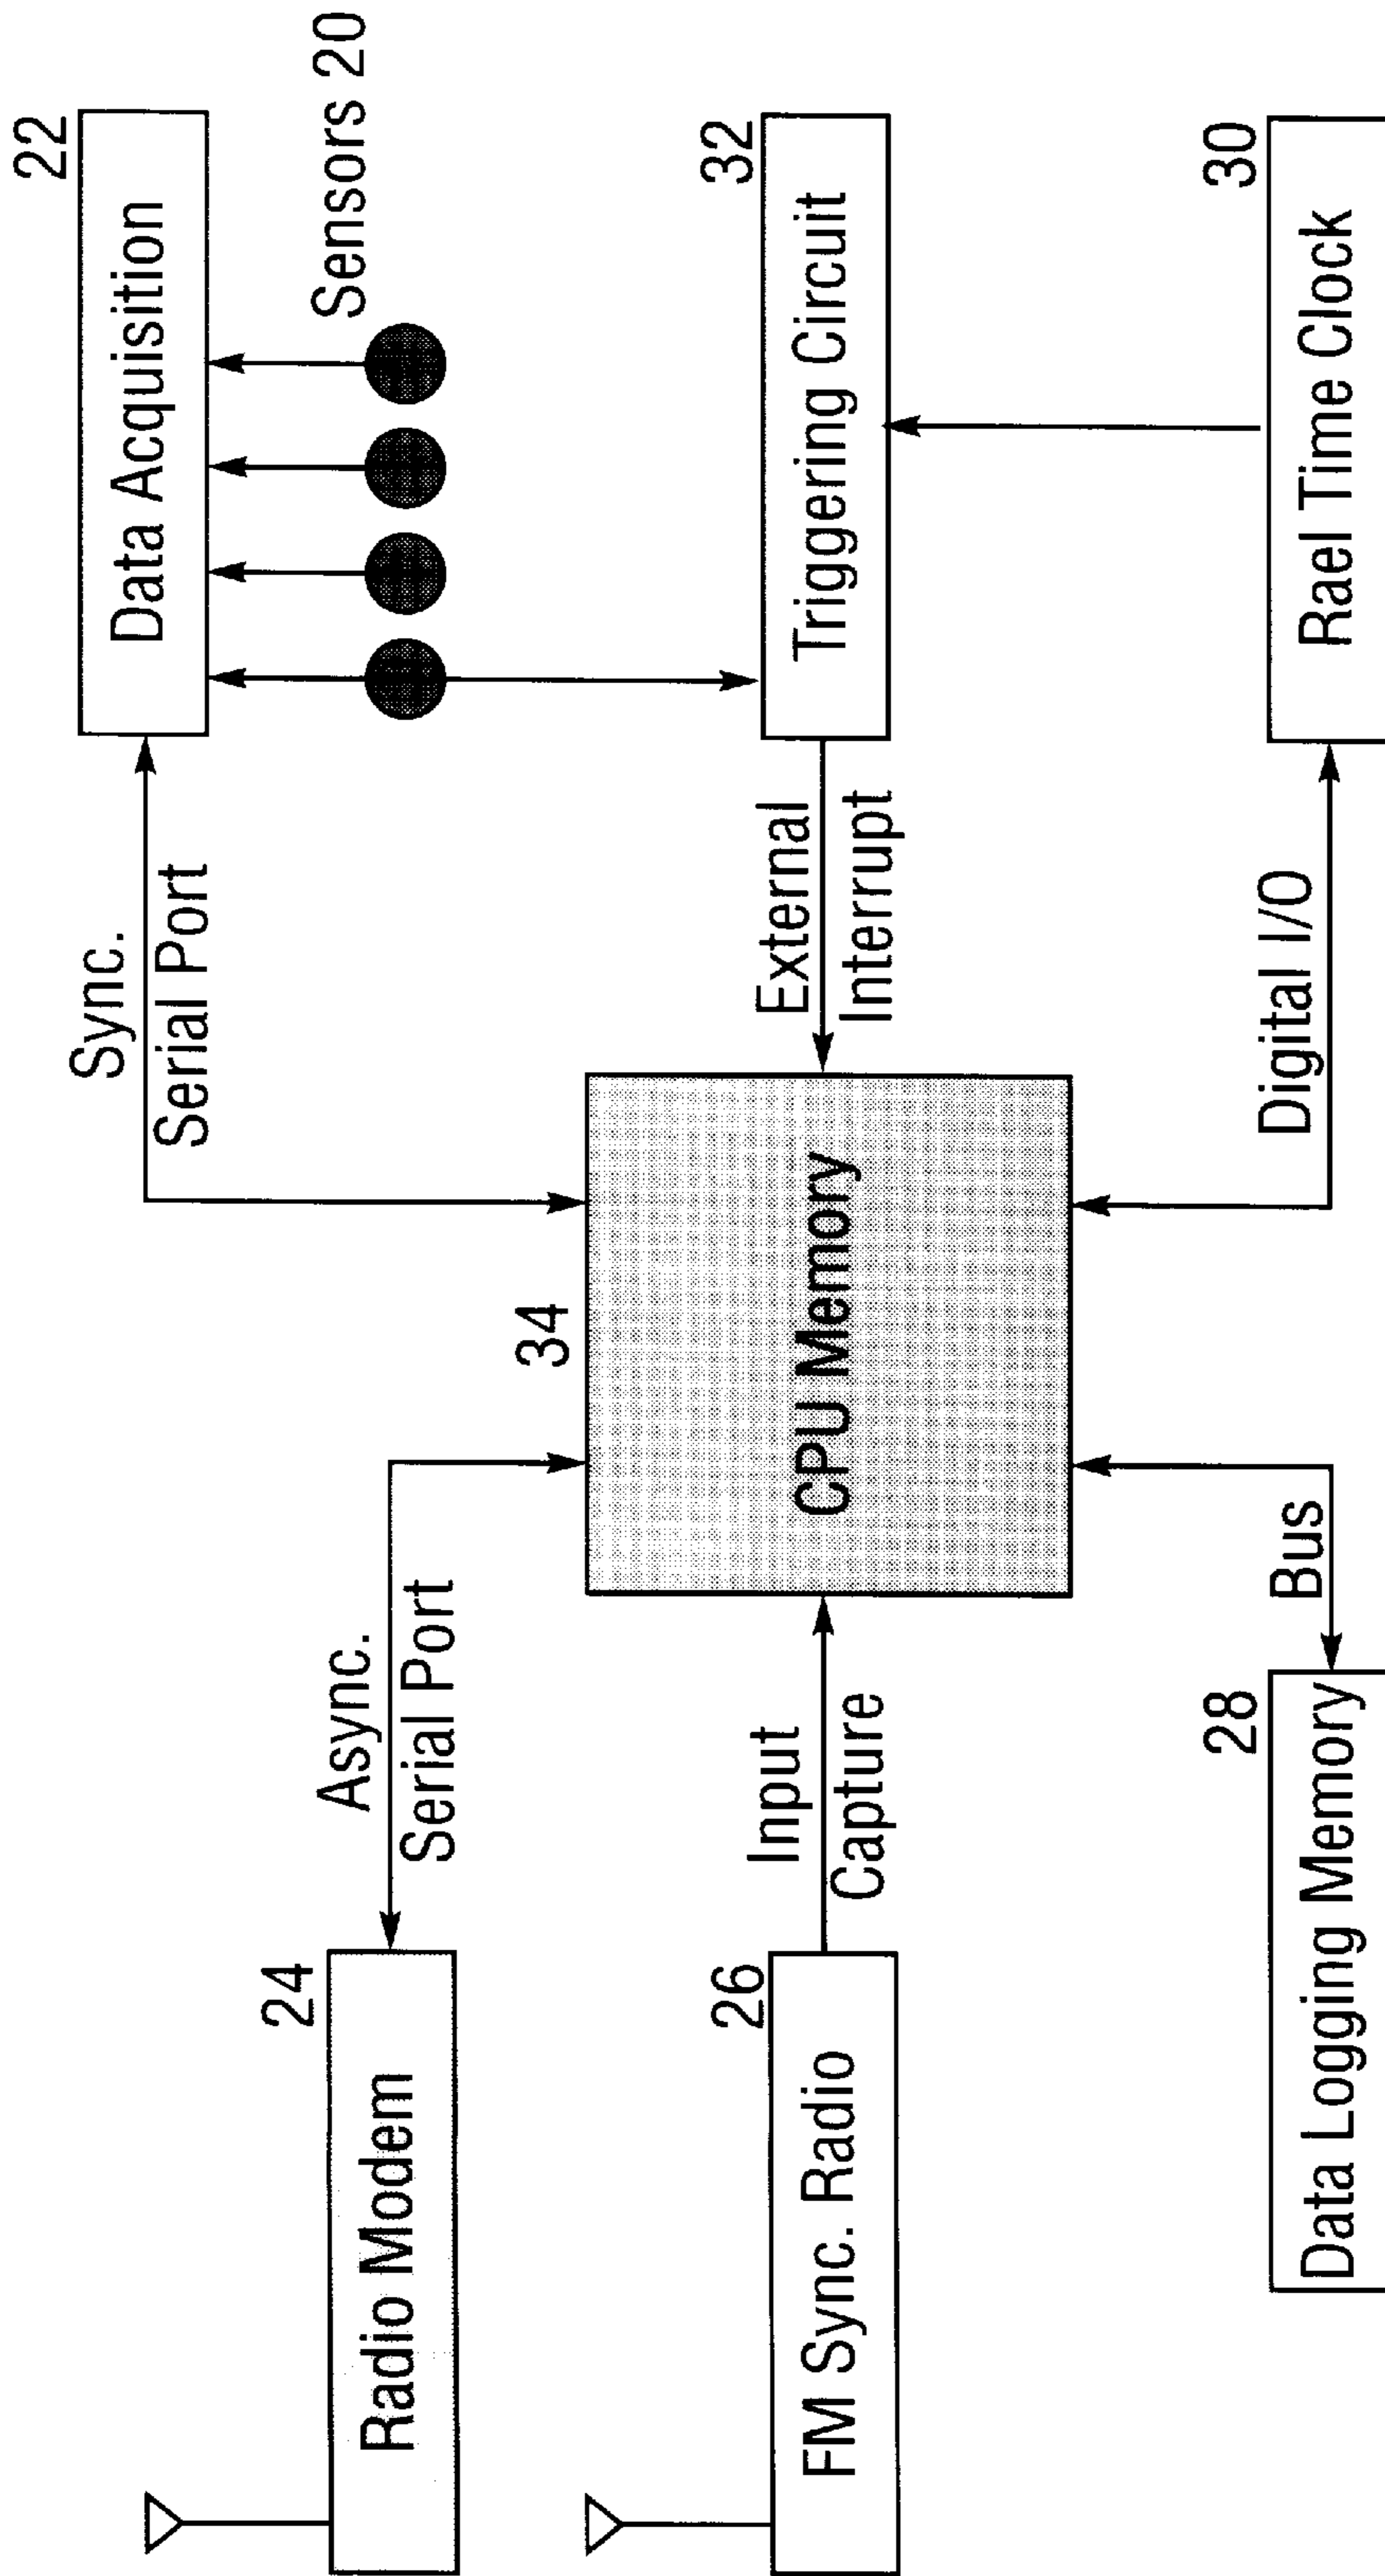 24
Radio Modem
Async.
Serial Port
26
FM Sync. Radio
Input
Capture
28
Data Logging Memory
Bus
34
CPU Memory
Sync.
Serial Port
22
Data Acquisition
Sensors 20
External
Interrupt
32
Triggering Circuit
Digital I/O
30
Rael Time Clock